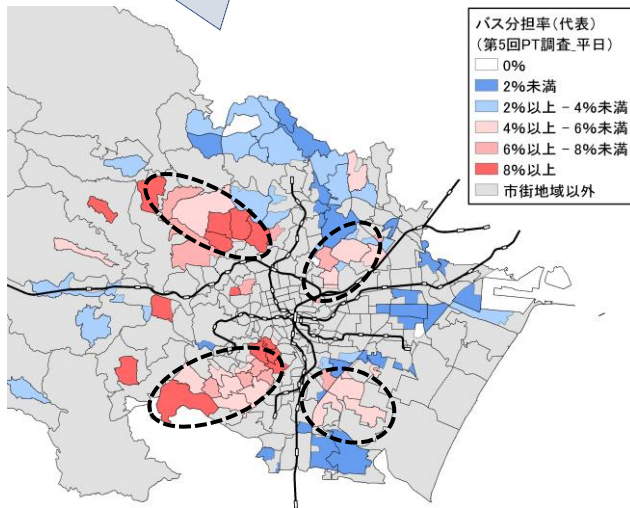 バス分担率(代表)
(第5回PT調査_平日)
0%
2%未満
2%以上 - 4%未満
4%以上 - 6%未満
6%以上 - 8%未満
8%以上
市街地域以外